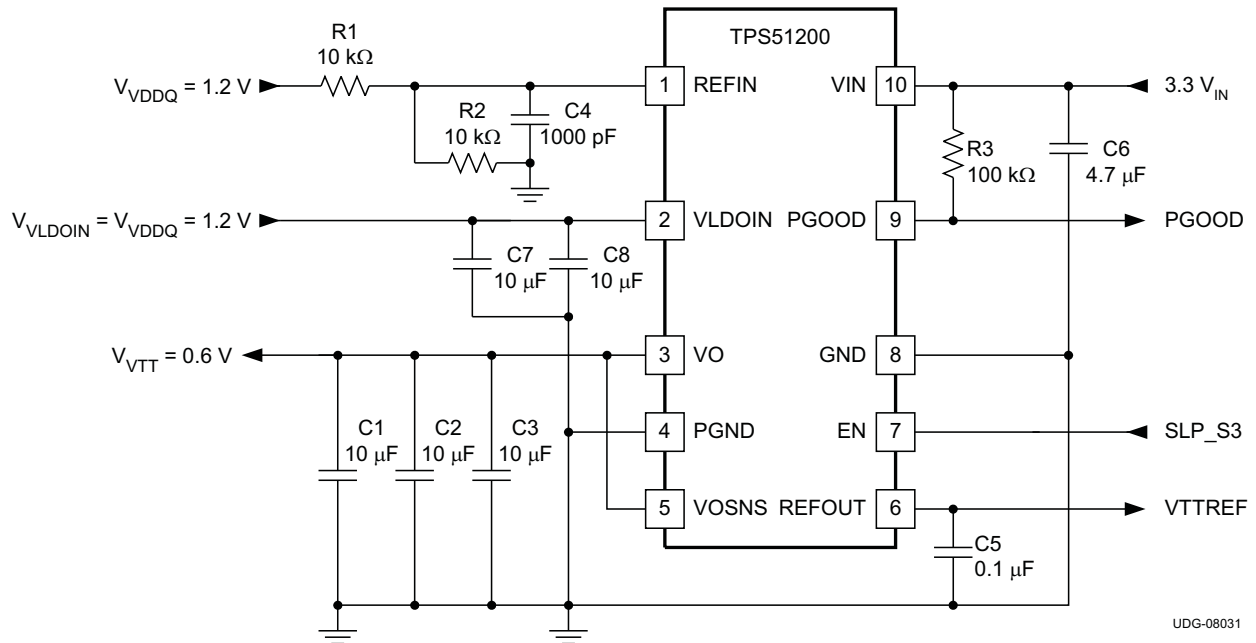 TPS51200
R1
10 kΩ
V_VDDQ = 1.2 V
1 REFIN
VIN 10
3.3 V_IN
R2
10 kΩ
C4
1000 pF
R3
100 kΩ
C6
4.7 µF
V_VLDOIN = V_VDDQ = 1.2 V
2 VLDOIN
PGOOD 9
PGOOD
C7
10 µF
C8
10 µF
V_VTT = 0.6 V
3 VO
GND 8
C1
10 µF
C2
10 µF
C3
10 µF
4 PGND
EN 7
SLP_S3
5 VOSNS
REFOUT 6
VTTREF
C5
0.1 µF
UDG-08031